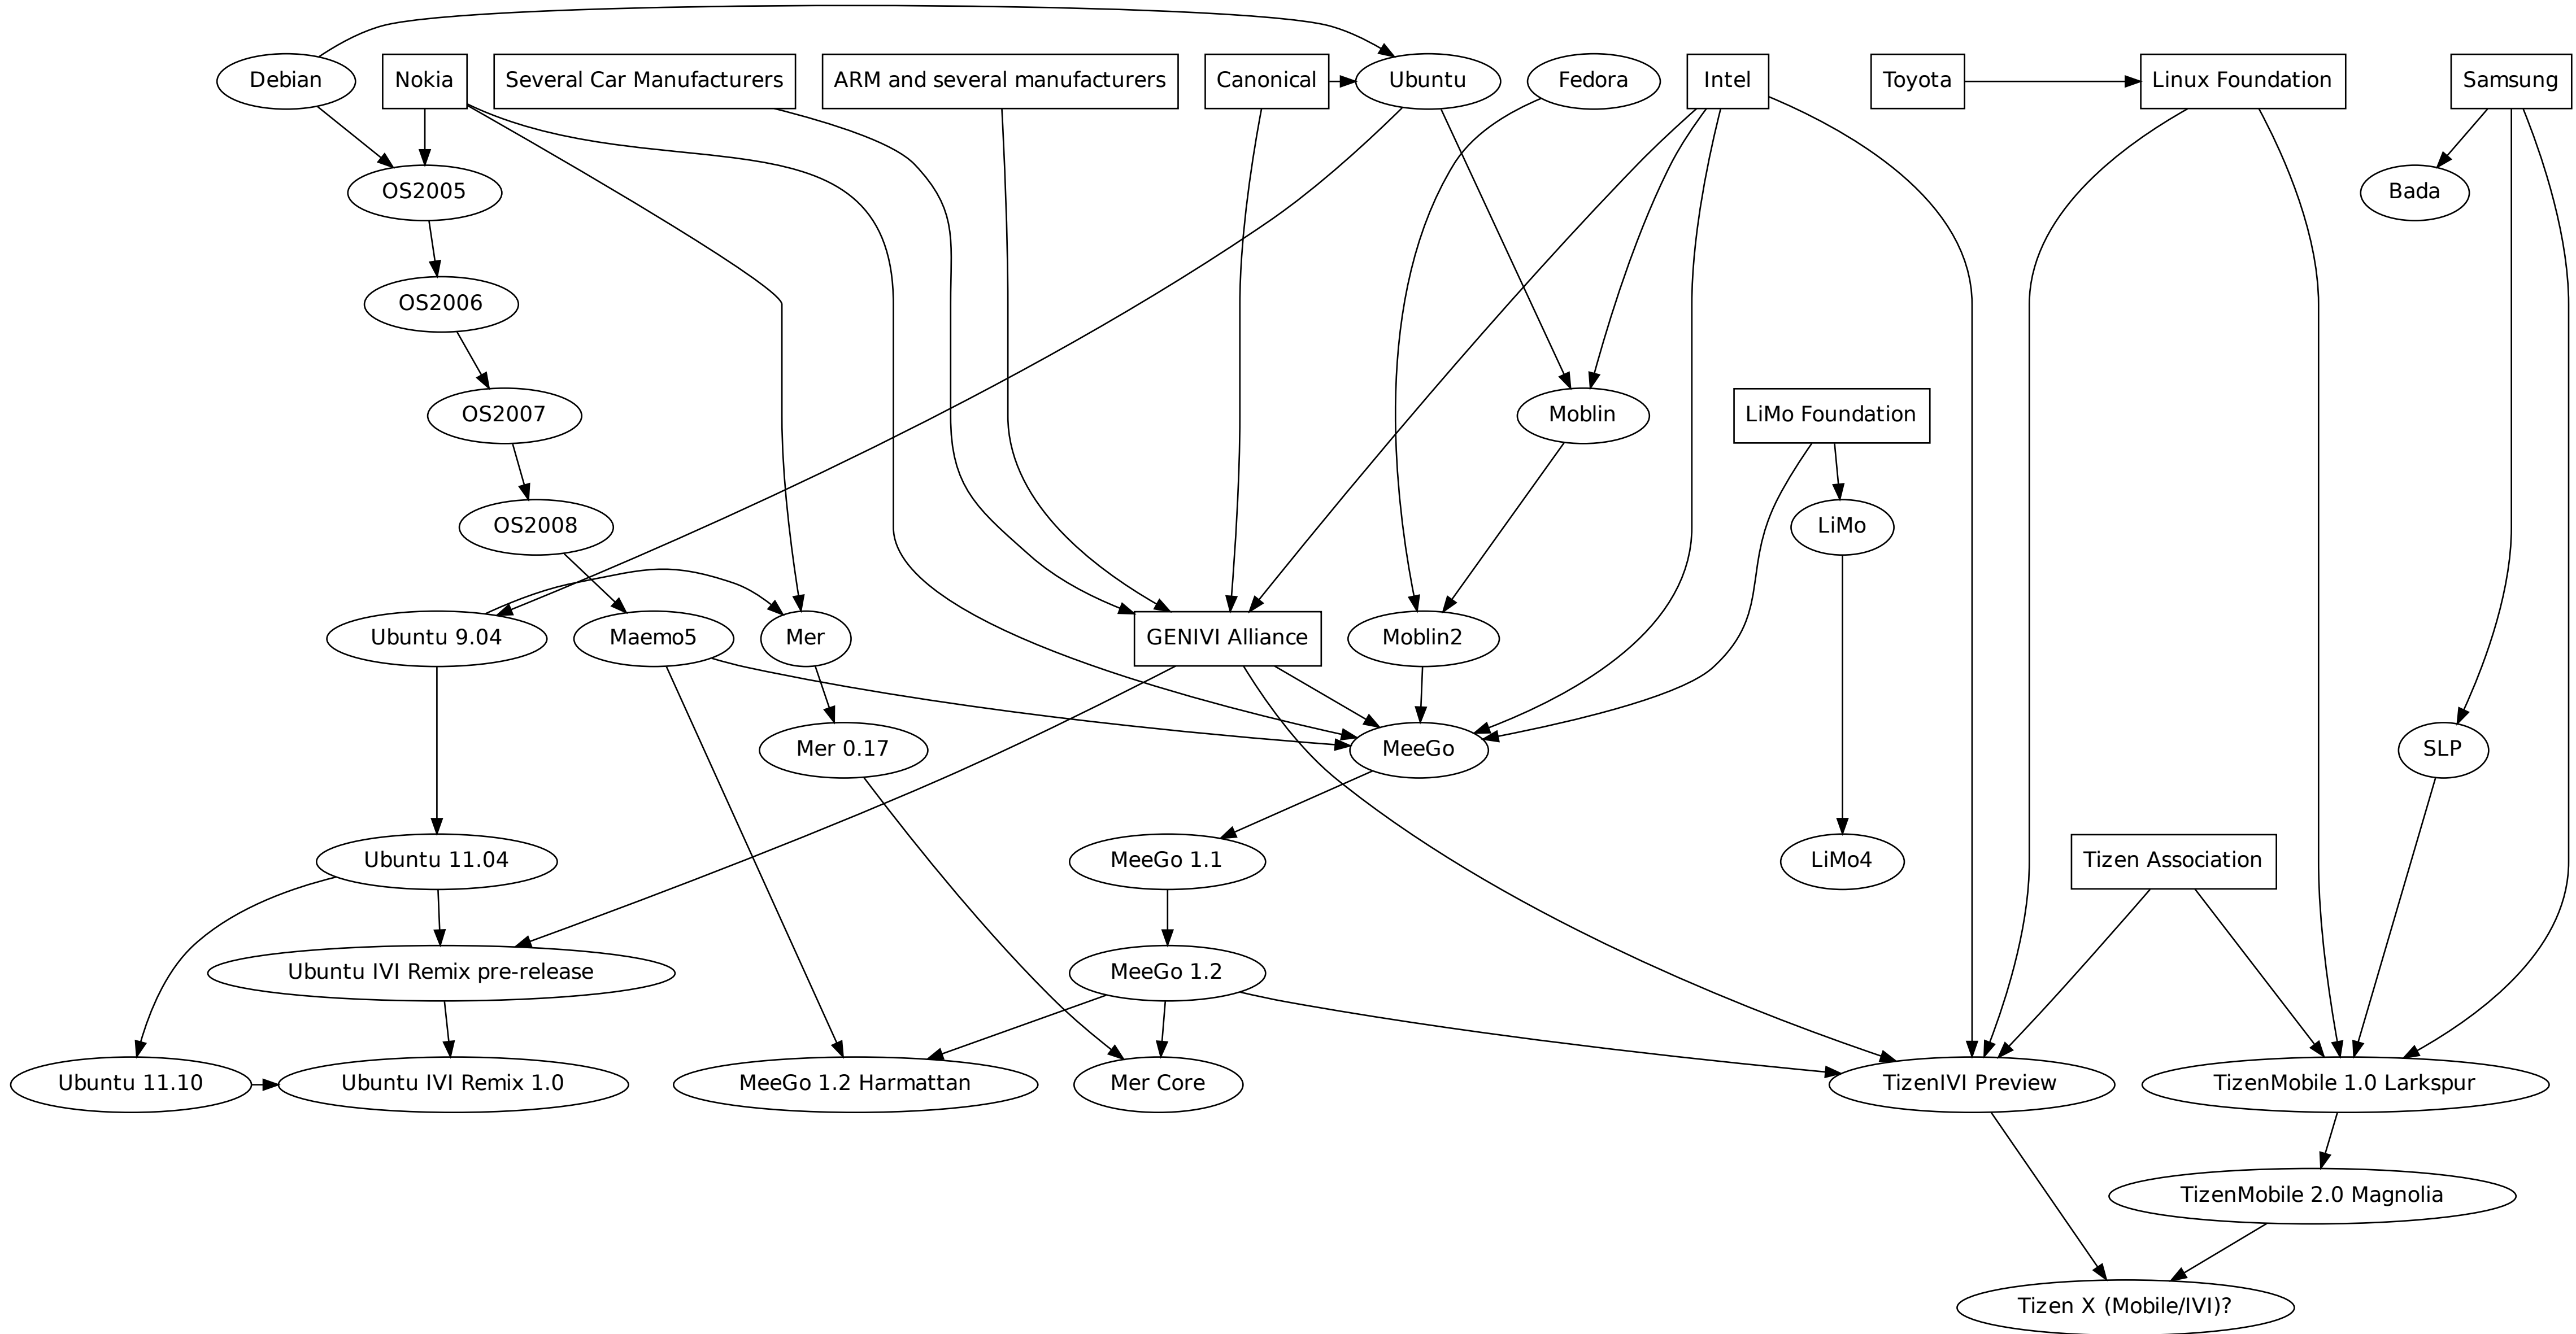 Debian
Nokia
Several Car Manufacturers
ARM and several manufacturers
Canonical
Ubuntu
Fedora
Intel
Toyota
Linux Foundation
Samsung
OS2005
Bada
OS2006
OS2007
Moblin
LiMo Foundation
OS2008
LiMo
Ubuntu 9.04
Maemo5
Mer
GENIVI Alliance
Moblin2
Mer 0.17
MeeGo
SLP
Ubuntu 11.04
MeeGo 1.1
LiMo4
Tizen Association
Ubuntu IVI Remix pre-release
MeeGo 1.2
Ubuntu 11.10
Ubuntu IVI Remix 1.0
MeeGo 1.2 Harmattan
Mer Core
TizenIVI Preview
TizenMobile 1.0 Larkspur
TizenMobile 2.0 Magnolia
Tizen X (Mobile/IVI)?